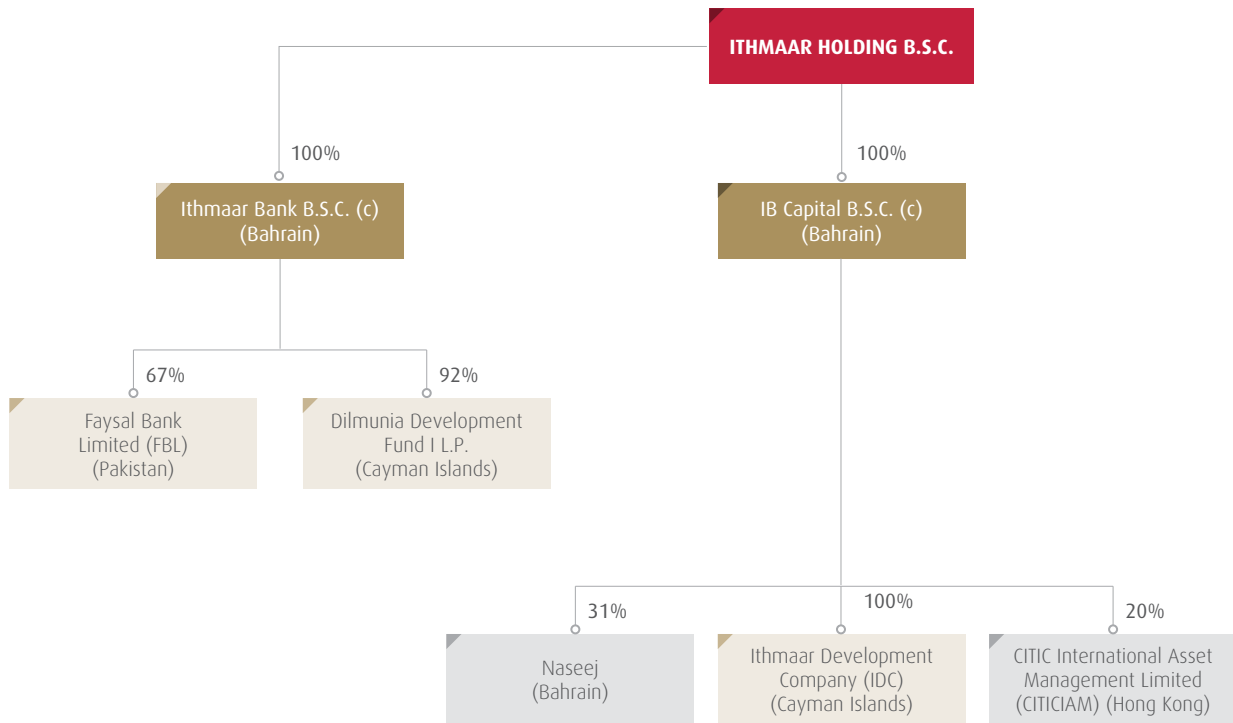 ITHMAAR HOLDING B.S.C.
100%
100%
Ithmaar Bank B.S.C. (c)
(Bahrain)
IB Capital B.S.C. (c)
(Bahrain)
67%
92%
Faysal Bank
Limited (FBL)
(Pakistan)
Dilmunia Development
Fund I L.P.
(Cayman Islands)
31%
100%
20%
Naseej
(Bahrain)
Ithmaar Development
Company (IDC)
(Cayman Islands)
CITIC International Asset
Management Limited
(CITICIAM) (Hong Kong)